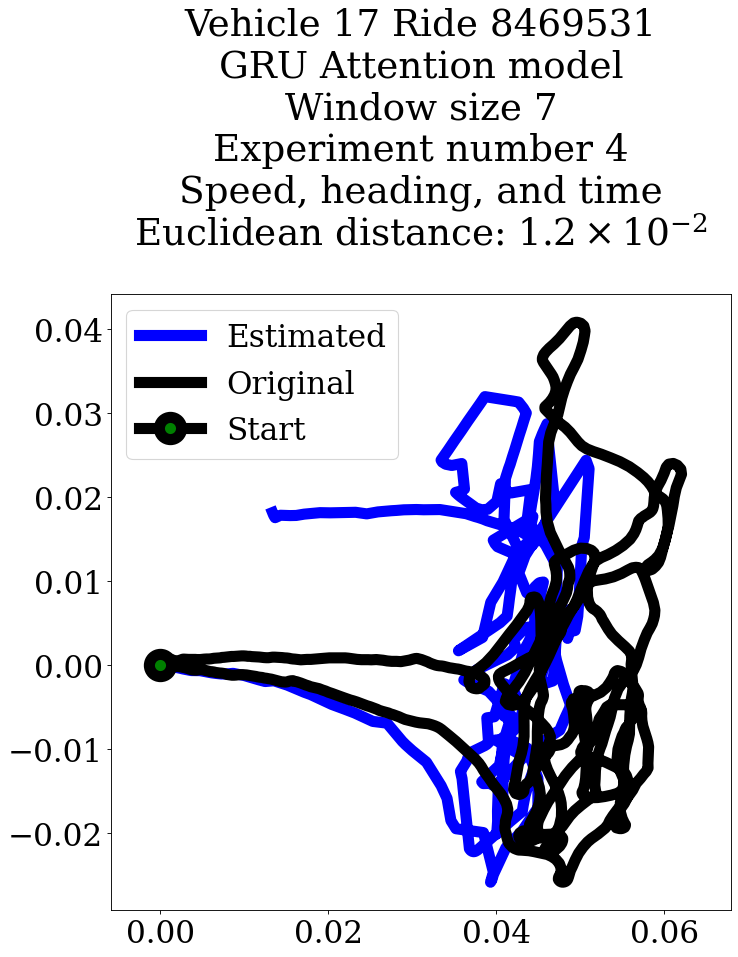 Vehicle 17 Ride 8469531
GRU Attention model
Window size 7
Experiment number 4
Speed, heading, and time
Euclidean distance: 1.2 × 10⁻²
Estimated
Original
Start
0.04
0.03
0.02
0.01
0.00
−0.01
−0.02
0.00 0.02 0.04 0.06